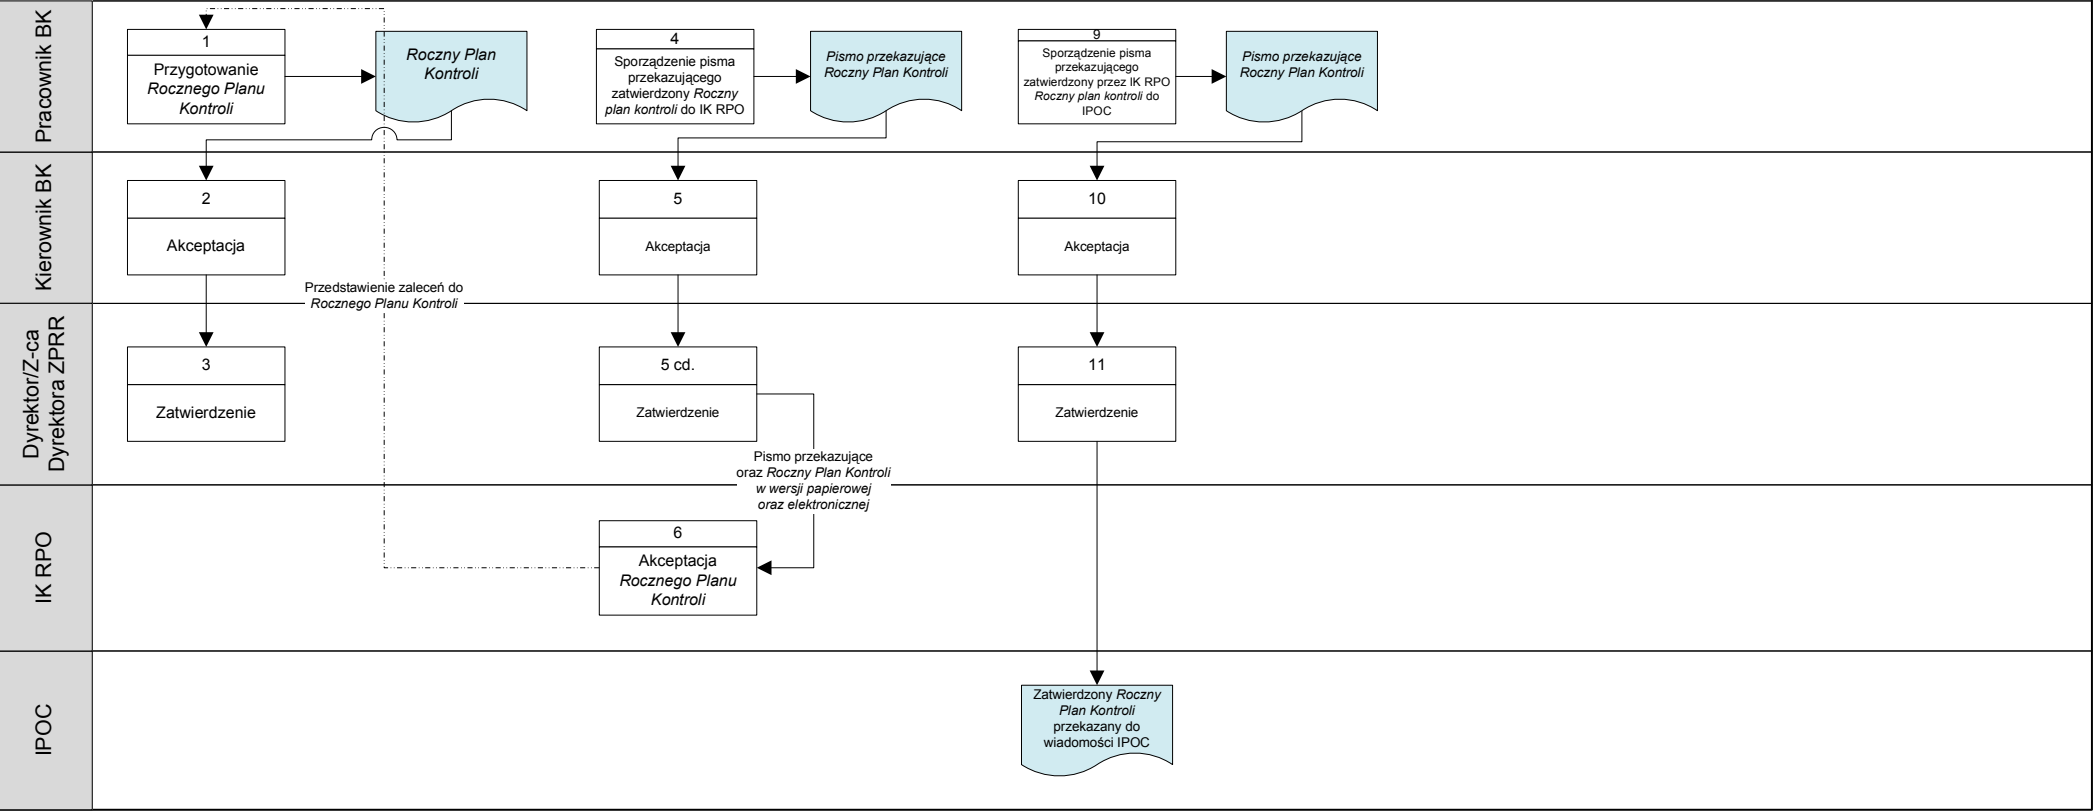 Pracownik BK
1
Przygotowanie
Rocznego Planu
Kontroli
Roczny Plan
Kontroli
4
Sporządzenie pisma
przekazującego
zatwierdzony Roczny
plan kontroli do IK RPO
Pismo przekazujące
Roczny Plan Kontroli
9
Sporządzenie pisma
przekazującego
zatwierdzony przez IK RPO
Roczny plan kontroli do
IPOC
Pismo przekazujące
Roczny Plan Kontroli
Kierownik BK
2
Akceptacja
5
Akceptacja
10
Akceptacja
Przedstawienie zaleceń do
Rocznego Planu Kontroli
Dyrektor/Z-ca
Dyrektora ZPRR
3
Zatwierdzenie
5 cd.
Zatwierdzenie
11
Zatwierdzenie
Pismo przekazujące
oraz Roczny Plan Kontroli
w wersji papierowej
oraz elektronicznej
IK RPO
6
Akceptacja
Rocznego Planu
Kontroli
IPOC
Zatwierdzony Roczny
Plan Kontroli
przekazany do
wiadomości IPOC